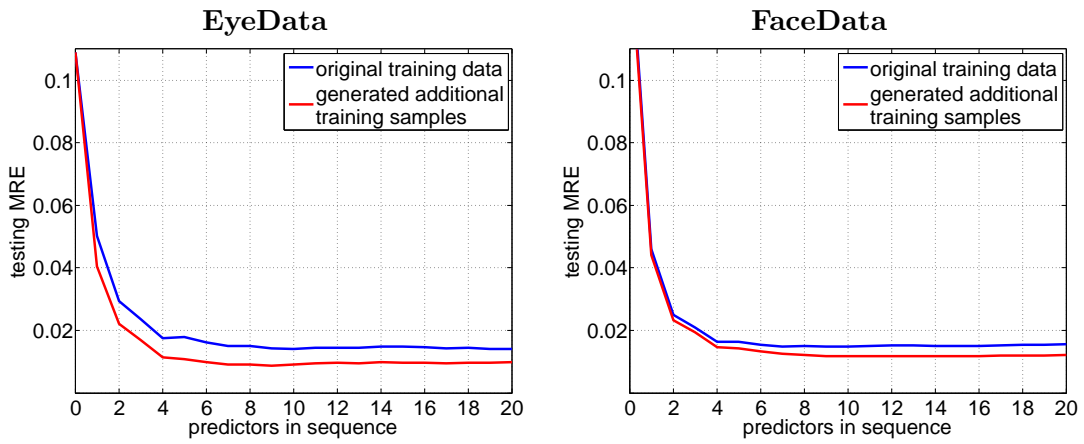 EyeData
testing MRE
0.1
0.08
0.06
0.04
0.02
original training data
generated additional
training samples
0 2 4 6 8 10 12 14 16 18 20
predictors in sequence
FaceData
testing MRE
0.1
0.08
0.06
0.04
0.02
original training data
generated additional
training samples
0 2 4 6 8 10 12 14 16 18 20
predictors in sequence